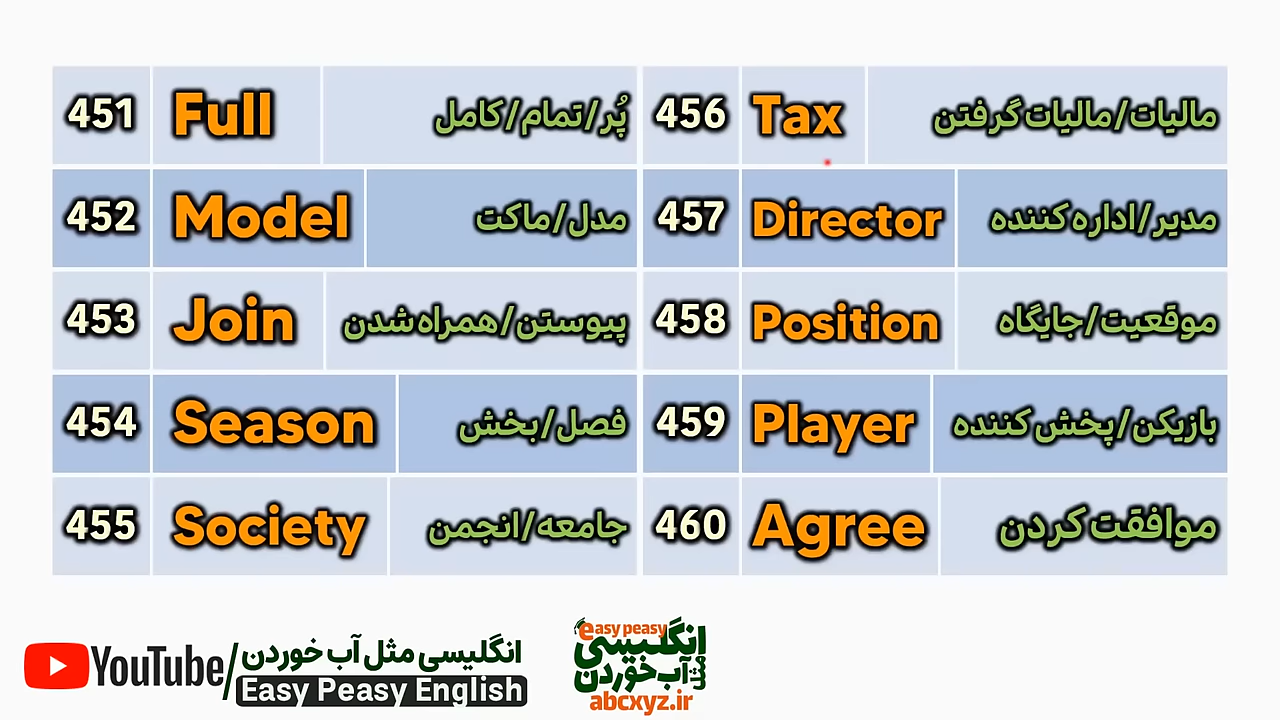 451 Full پُر/تمام/کامل
452 Model مدل/ماکت
453 Join پیوستن/همراه شدن
454 Season فصل/بخش
455 Society جامعه/انجمن
456 Tax مالیات/مالیات گرفتن
457 Director مدیر/اداره کننده
458 Position موقعیت/جایگاه
459 Player بازیکن/پخش کننده
460 Agree موافقت کردن
YouTube/انگلیسی مثل آب خوردن
Easy Peasy English
easy peasy
انگلیسی
مثل آب خوردن
abcxyz.ir